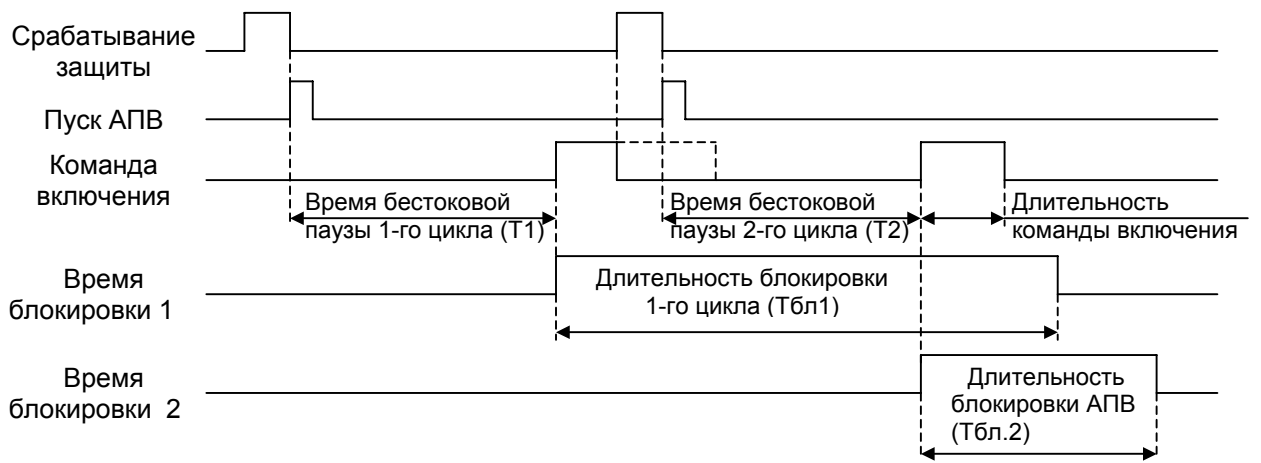 Срабатывание
защиты
Пуск АПВ
Команда
включения
Время бестоковой
паузы 1-го цикла (Т1)
Время бестоковой
паузы 2-го цикла (Т2)
Длительность
команды включения
Время
блокировки 1
Длительность блокировки
1-го цикла (Тбл1)
Время
блокировки 2
Длительность
блокировки АПВ
(Тбл.2)